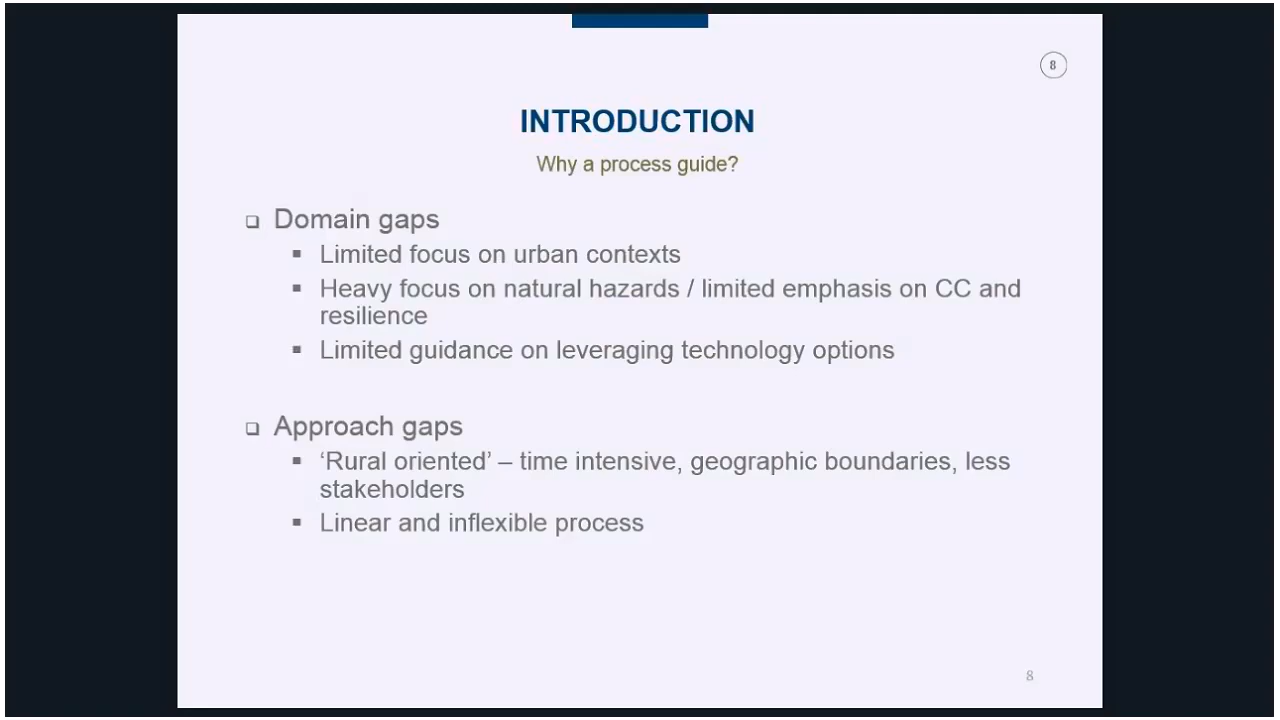 8
INTRODUCTION
Why a process guide?
Domain gaps
Limited focus on urban contexts
Heavy focus on natural hazards / limited emphasis on CC and
resilience
Limited guidance on leveraging technology options
Approach gaps
‘Rural oriented’ – time intensive, geographic boundaries, less
stakeholders
Linear and inflexible process
8